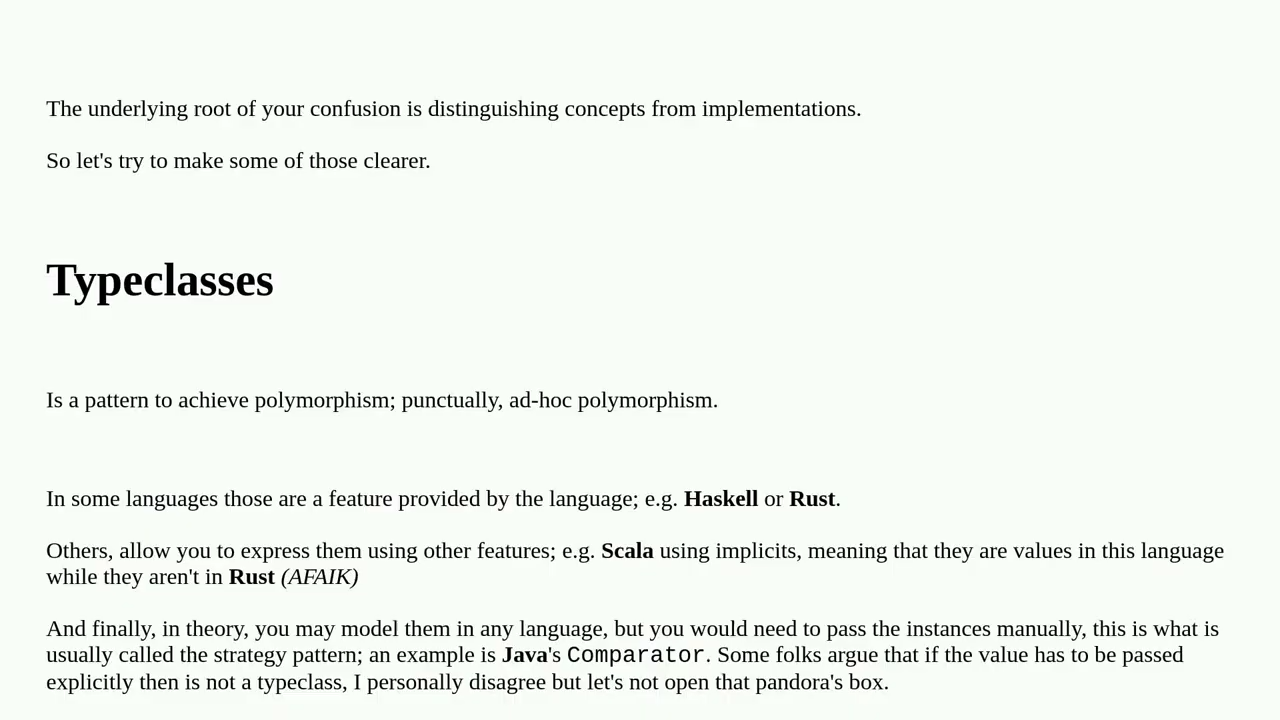 The underlying root of your confusion is distinguishing concepts from implementations.
So let's try to make some of those clearer.
Typeclasses
Is a pattern to achieve polymorphism; punctually, ad-hoc polymorphism.
In some languages those are a feature provided by the language; e.g. Haskell or Rust.
Others, allow you to express them using other features; e.g. Scala using implicits, meaning that they are values in this language
while they aren't in Rust (AFAIK)
And finally, in theory, you may model them in any language, but you would need to pass the instances manually, this is what is
usually called the strategy pattern; an example is Java's Comparator. Some folks argue that if the value has to be passed
explicitly then is not a typeclass, I personally disagree but let's not open that pandora's box.